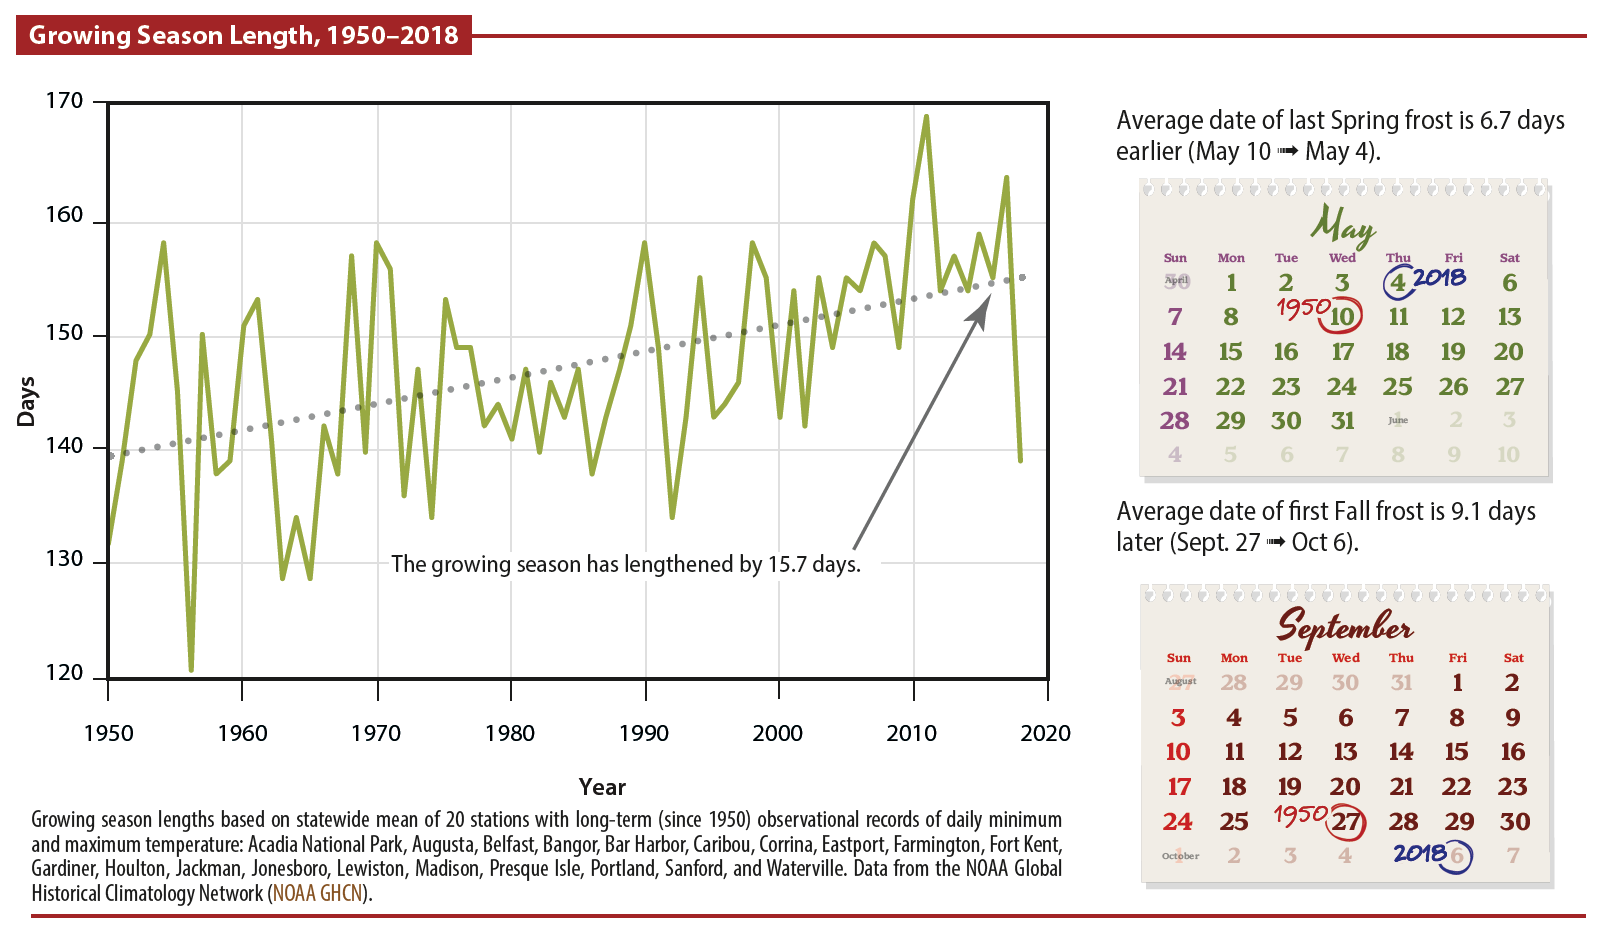 Growing Season Length, 1950–2018
170
160
150
140
130
120
Days
1950 1960 1970 1980 1990 2000 2010 2020
Year
The growing season has lengthened by 15.7 days.
Growing season lengths based on statewide mean of 20 stations with long-term (since 1950) observational records of daily minimum
and maximum temperature: Acadia National Park, Augusta, Belfast, Bangor, Bar Harbor, Caribou, Corrina, Eastport, Farmington, Fort Kent,
Gardiner, Houlton, Jackman, Jonesboro, Lewiston, Madison, Presque Isle, Portland, Sanford, and Waterville. Data from the NOAA Global
Historical Climatology Network (NOAA GHCN).
Average date of last Spring frost is 6.7 days
earlier (May 10 ➟ May 4).
May
Sun Mon Tue Wed Thu Fri Sat
30 April 1 2 3 4 2018 6
7 8 1950 10 11 12 13
14 15 16 17 18 19 20
21 22 23 24 25 26 27
28 29 30 31 1 June 2 3
4 5 6 7 8 9 10
Average date of first Fall frost is 9.1 days
later (Sept. 27 ➟ Oct 6).
September
Sun Mon Tue Wed Thu Fri Sat
27 August 28 29 30 31 1 2
3 4 5 6 7 8 9
10 11 12 13 14 15 16
17 18 19 20 21 22 23
24 25 1950 27 28 29 30
1 October 2 3 4 2018 6 7